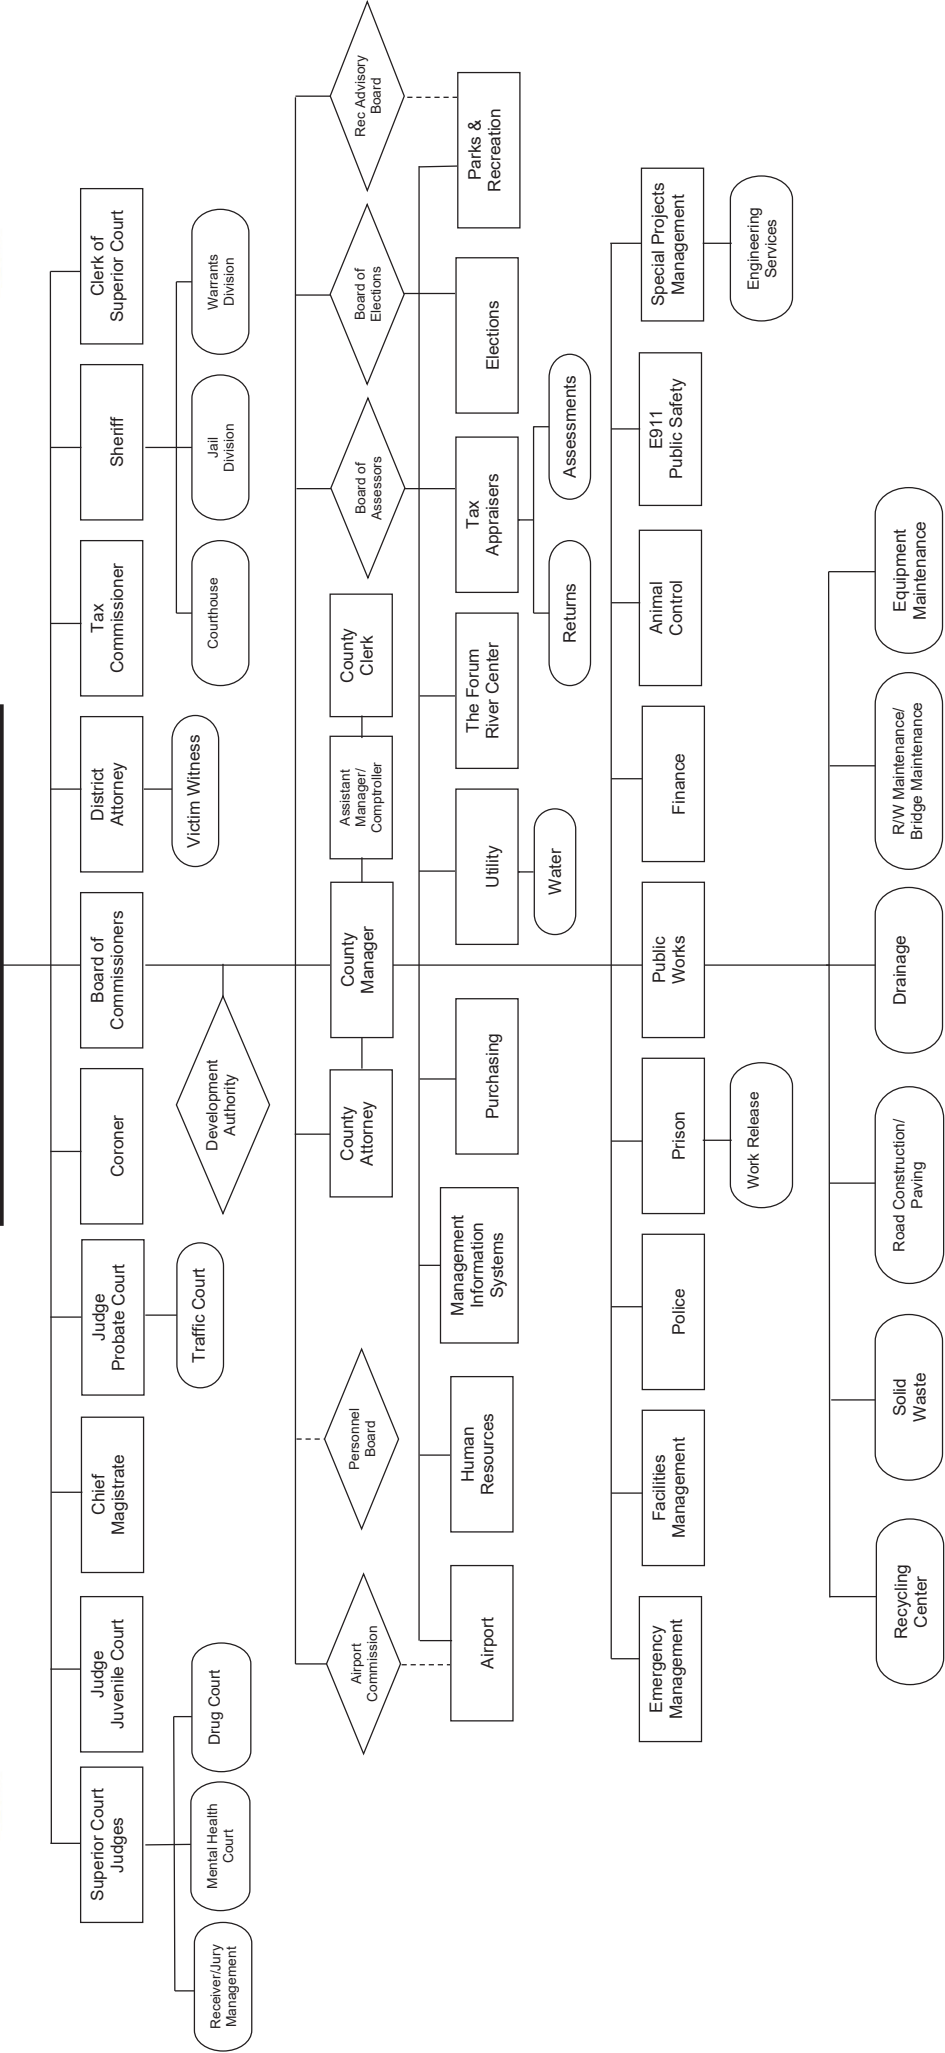 Superior Court
Judges
Judge
Juvenile Court
Chief
Magistrate
Judge
Probate Court
Coroner
Board of
Commissioners
District
Attorney
Tax
Commissioner
Sheriff
Clerk of
Superior Court
Receiver/Jury
Management
Mental Health
Court
Drug Court
Traffic Court
Victim Witness
Courthouse
Jail
Division
Warrants
Division
Development
Authority
Airport
Commission
Personnel
Board
County
Attorney
County
Manager
Assistant
Manager/
Comptroller
County
Clerk
Board of
Assessors
Board of
Elections
Rec Advisory
Board
Airport
Human
Resources
Management
Information
Systems
Purchasing
Utility
The Forum
River Center
Tax
Appraisers
Elections
Parks &
Recreation
Water
Returns
Assessments
Emergency
Management
Facilities
Management
Police
Prison
Public
Works
Finance
Animal
Control
E911
Public Safety
Special Projects
Management
Work Release
Engineering
Services
Recycling
Center
Solid
Waste
Road Construction/
Paving
Drainage
R/W Maintenance/
Bridge Maintenance
Equipment
Maintenance